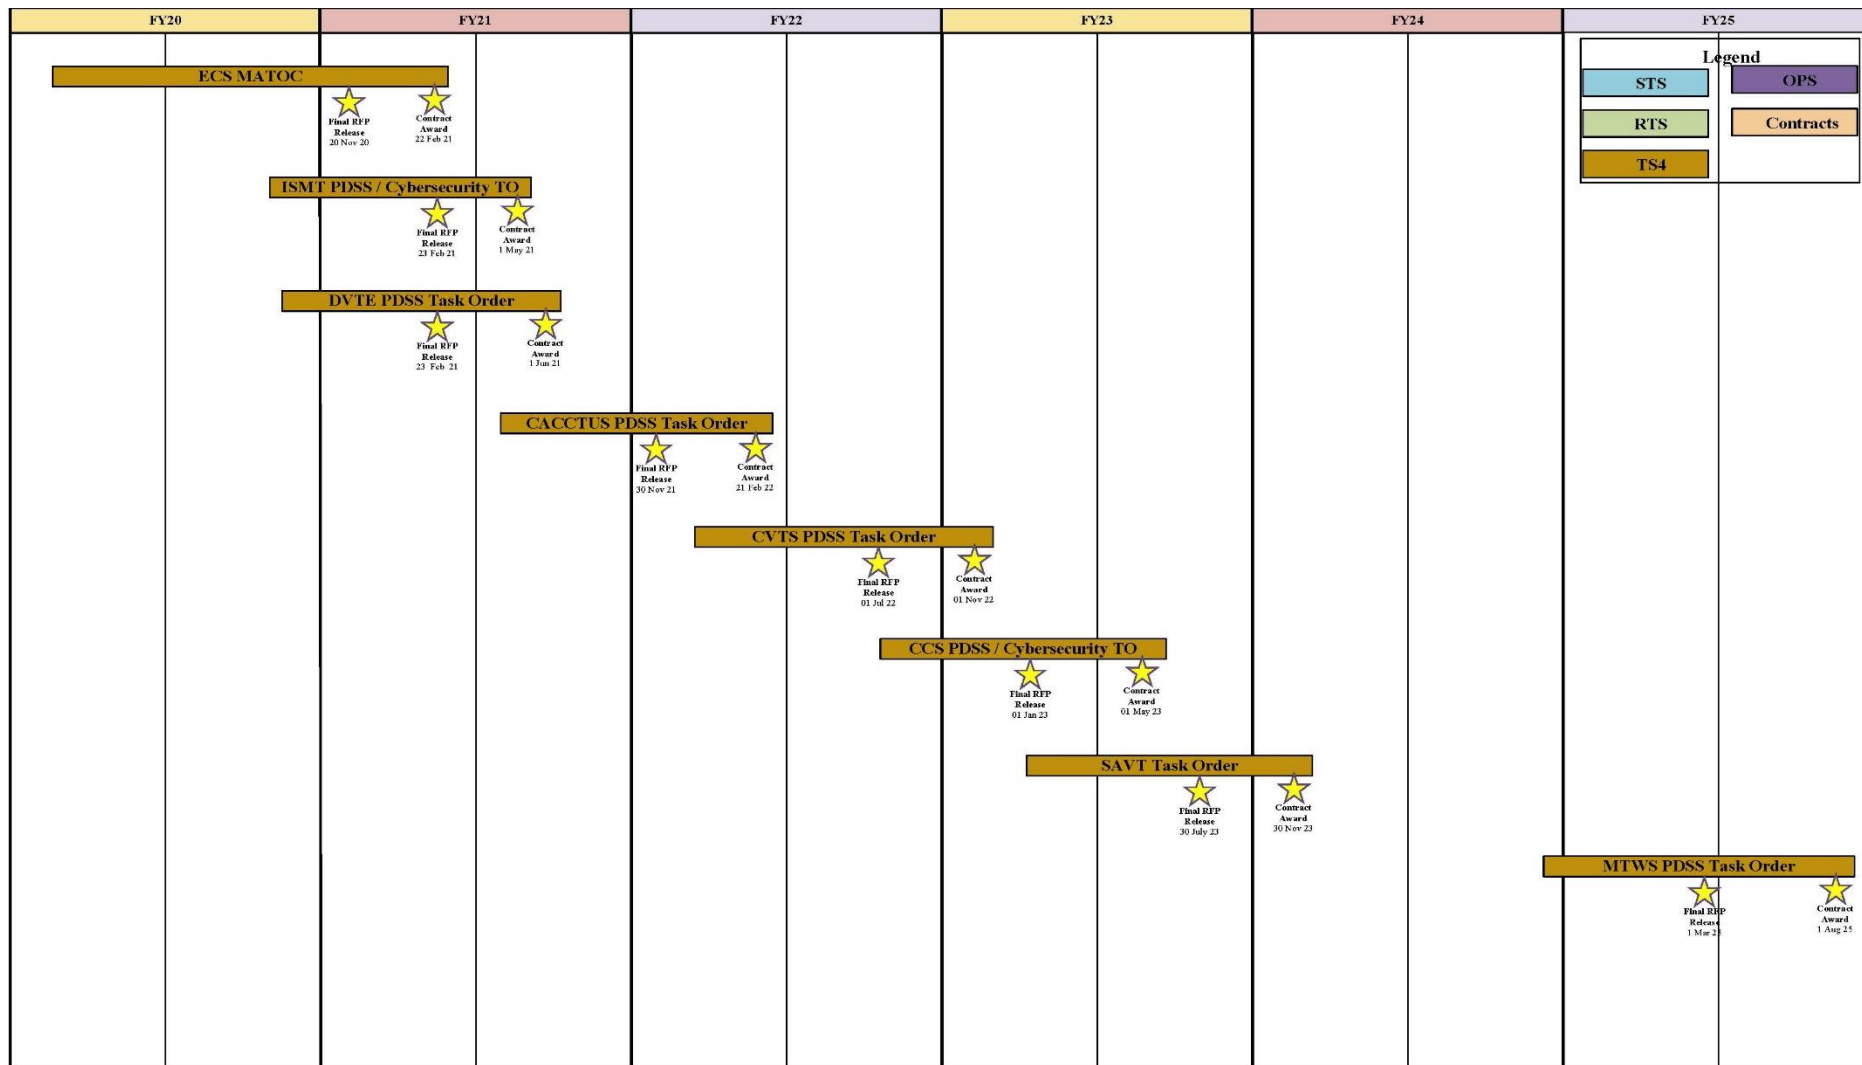 FY20
FY21
FY22
FY23
FY24
FY25
Legend
STS
OPS
RTS
Contracts
TS4
ECS MATOC
Final RFP
Release
20 Nov 20
Contract
Award
22 Feb 21
ISMT PDSS / Cybersecurity TO
Final RFP
Release
23 Feb 21
Contract
Award
1 May 21
DVTE PDSS Task Order
Final RFP
Release
23 Feb 21
Contract
Award
1 Jun 21
CACCTUS PDSS Task Order
Final RFP
Release
30 Nov 21
Contract
Award
21 Feb 22
CVTS PDSS Task Order
Final RFP
Release
01 Jul 22
Contract
Award
01 Nov 22
CCS PDSS / Cybersecurity TO
Final RFP
Release
01 Jan 23
Contract
Award
01 May 23
SAVT Task Order
Final RFP
Release
30 July 23
Contract
Award
30 Nov 23
MTWS PDSS Task Order
Final RFP
Release
1 Mar 25
Contract
Award
1 Aug 25